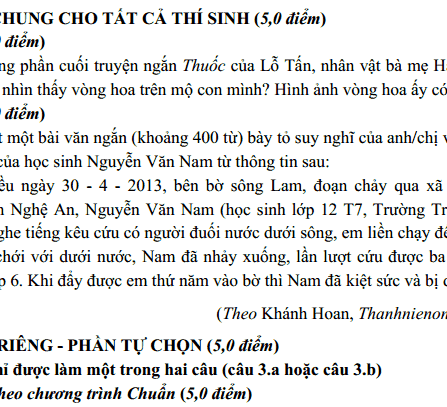 CHUNG CHO TẤT CẢ THÍ SINH (5,0 điểm)
điểm)
phần cuối truyện ngắn Thuốc của Lỗ Tấn, nhân vật bà mẹ
nhìn thấy vòng hoa trên mộ con mình? Hình ảnh vòng hoa ấy có
điểm)
một bài văn ngắn (khoảng 400 từ) bày tỏ suy nghĩ của anh/chị
của học sinh Nguyễn Văn Nam từ thông tin sau:
ngày 30 - 4 - 2013, bên bờ sông Lam, đoạn chảy qua xã
Nghệ An, Nguyễn Văn Nam (học sinh lớp 12 T7, Trường
nghe tiếng kêu cứu có người đuối nước dưới sông, em liền chạy
chới với dưới nước, Nam đã nhảy xuống, lần lượt cứu được ba
6. Khi đẩy được em thứ năm vào bờ thì Nam đã kiệt sức và bị
(Theo Khánh Hoan, Thanhnienon
RIÊNG - PHẦN TỰ CHỌN (5,0 điểm)
được làm một trong hai câu (câu 3.a hoặc câu 3.b)
heo chương trình Chuẩn (5,0 điểm)